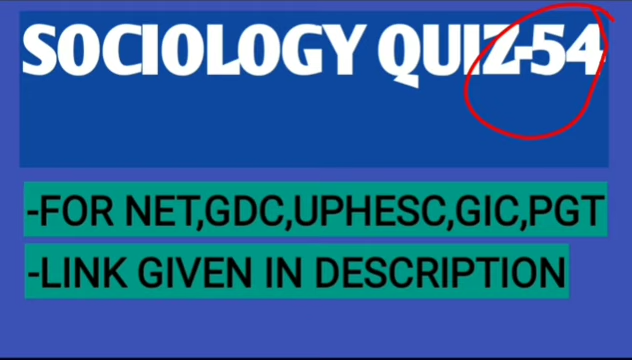 SOCIOLOGY QUIZ-54
-FOR NET,GDC,UPHESC,GIC,PGT
-LINK GIVEN IN DESCRIPTION